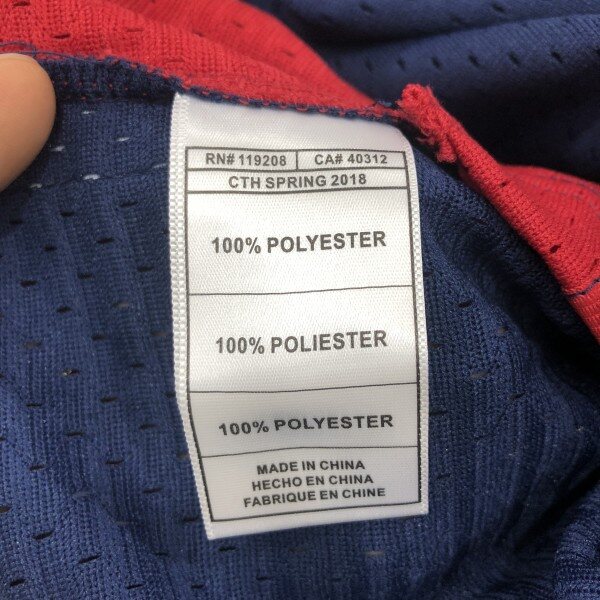 RN# 119208 CA# 40312
CTH SPRING 2018
100% POLYESTER
100% POLIESTER
100% POLYESTER
MADE IN CHINA
HECHO EN CHINA
FABRIQUE EN CHINE